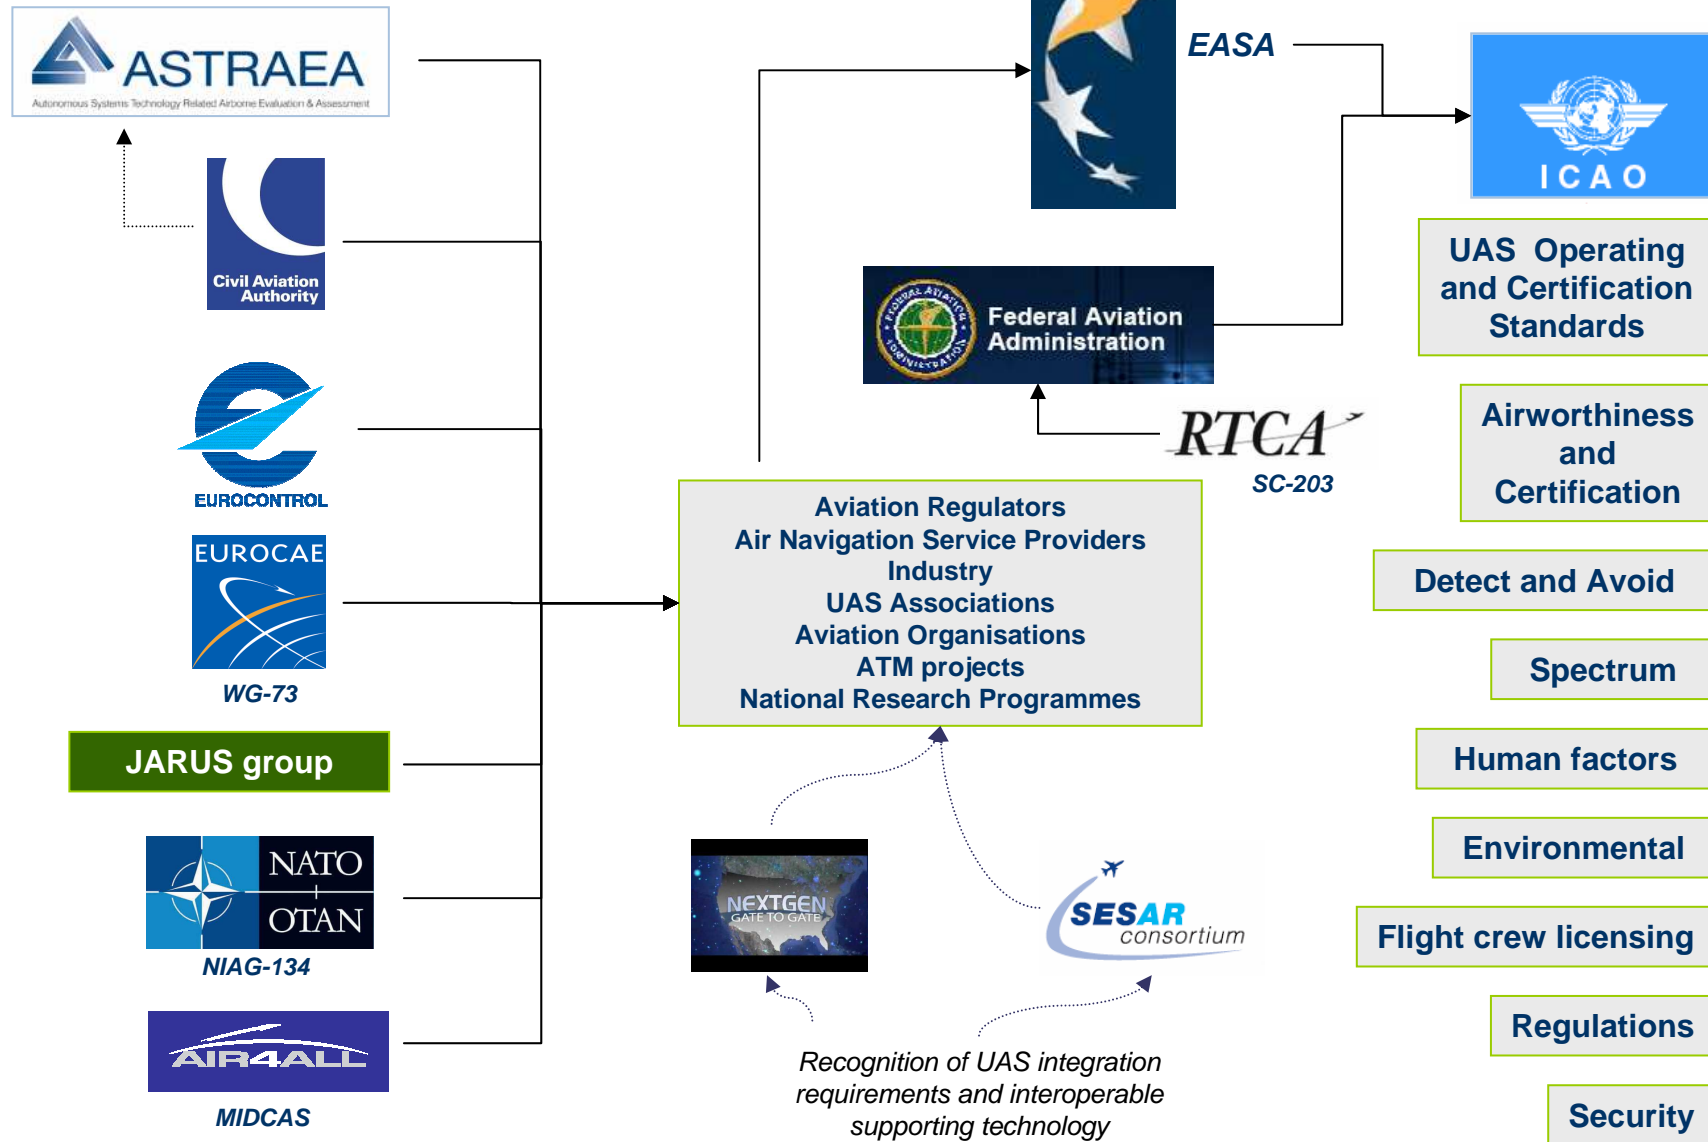 ASTRAEA
Autonomous Systems Technology Related Airborne Evaluation & Assessment
Civil Aviation
Authority
EUROCONTROL
EUROCAE
WG-73
JARUS group
NATO
OTAN
NIAG-134
AIR4ALL
MIDCAS
EASA
ICAO
FEDERAL AVIATION
ADMINISTRATION
Federal Aviation
Administration
RTCA
SC-203
Aviation Regulators
Air Navigation Service Providers
Industry
UAS Associations
Aviation Organisations
ATM projects
National Research Programmes
NEXTGEN
GATE TO GATE
SESAR
consortium
Recognition of UAS integration
requirements and interoperable
supporting technology
UAS Operating
and Certification
Standards
Airworthiness
and
Certification
Detect and Avoid
Spectrum
Human factors
Environmental
Flight crew licensing
Regulations
Security